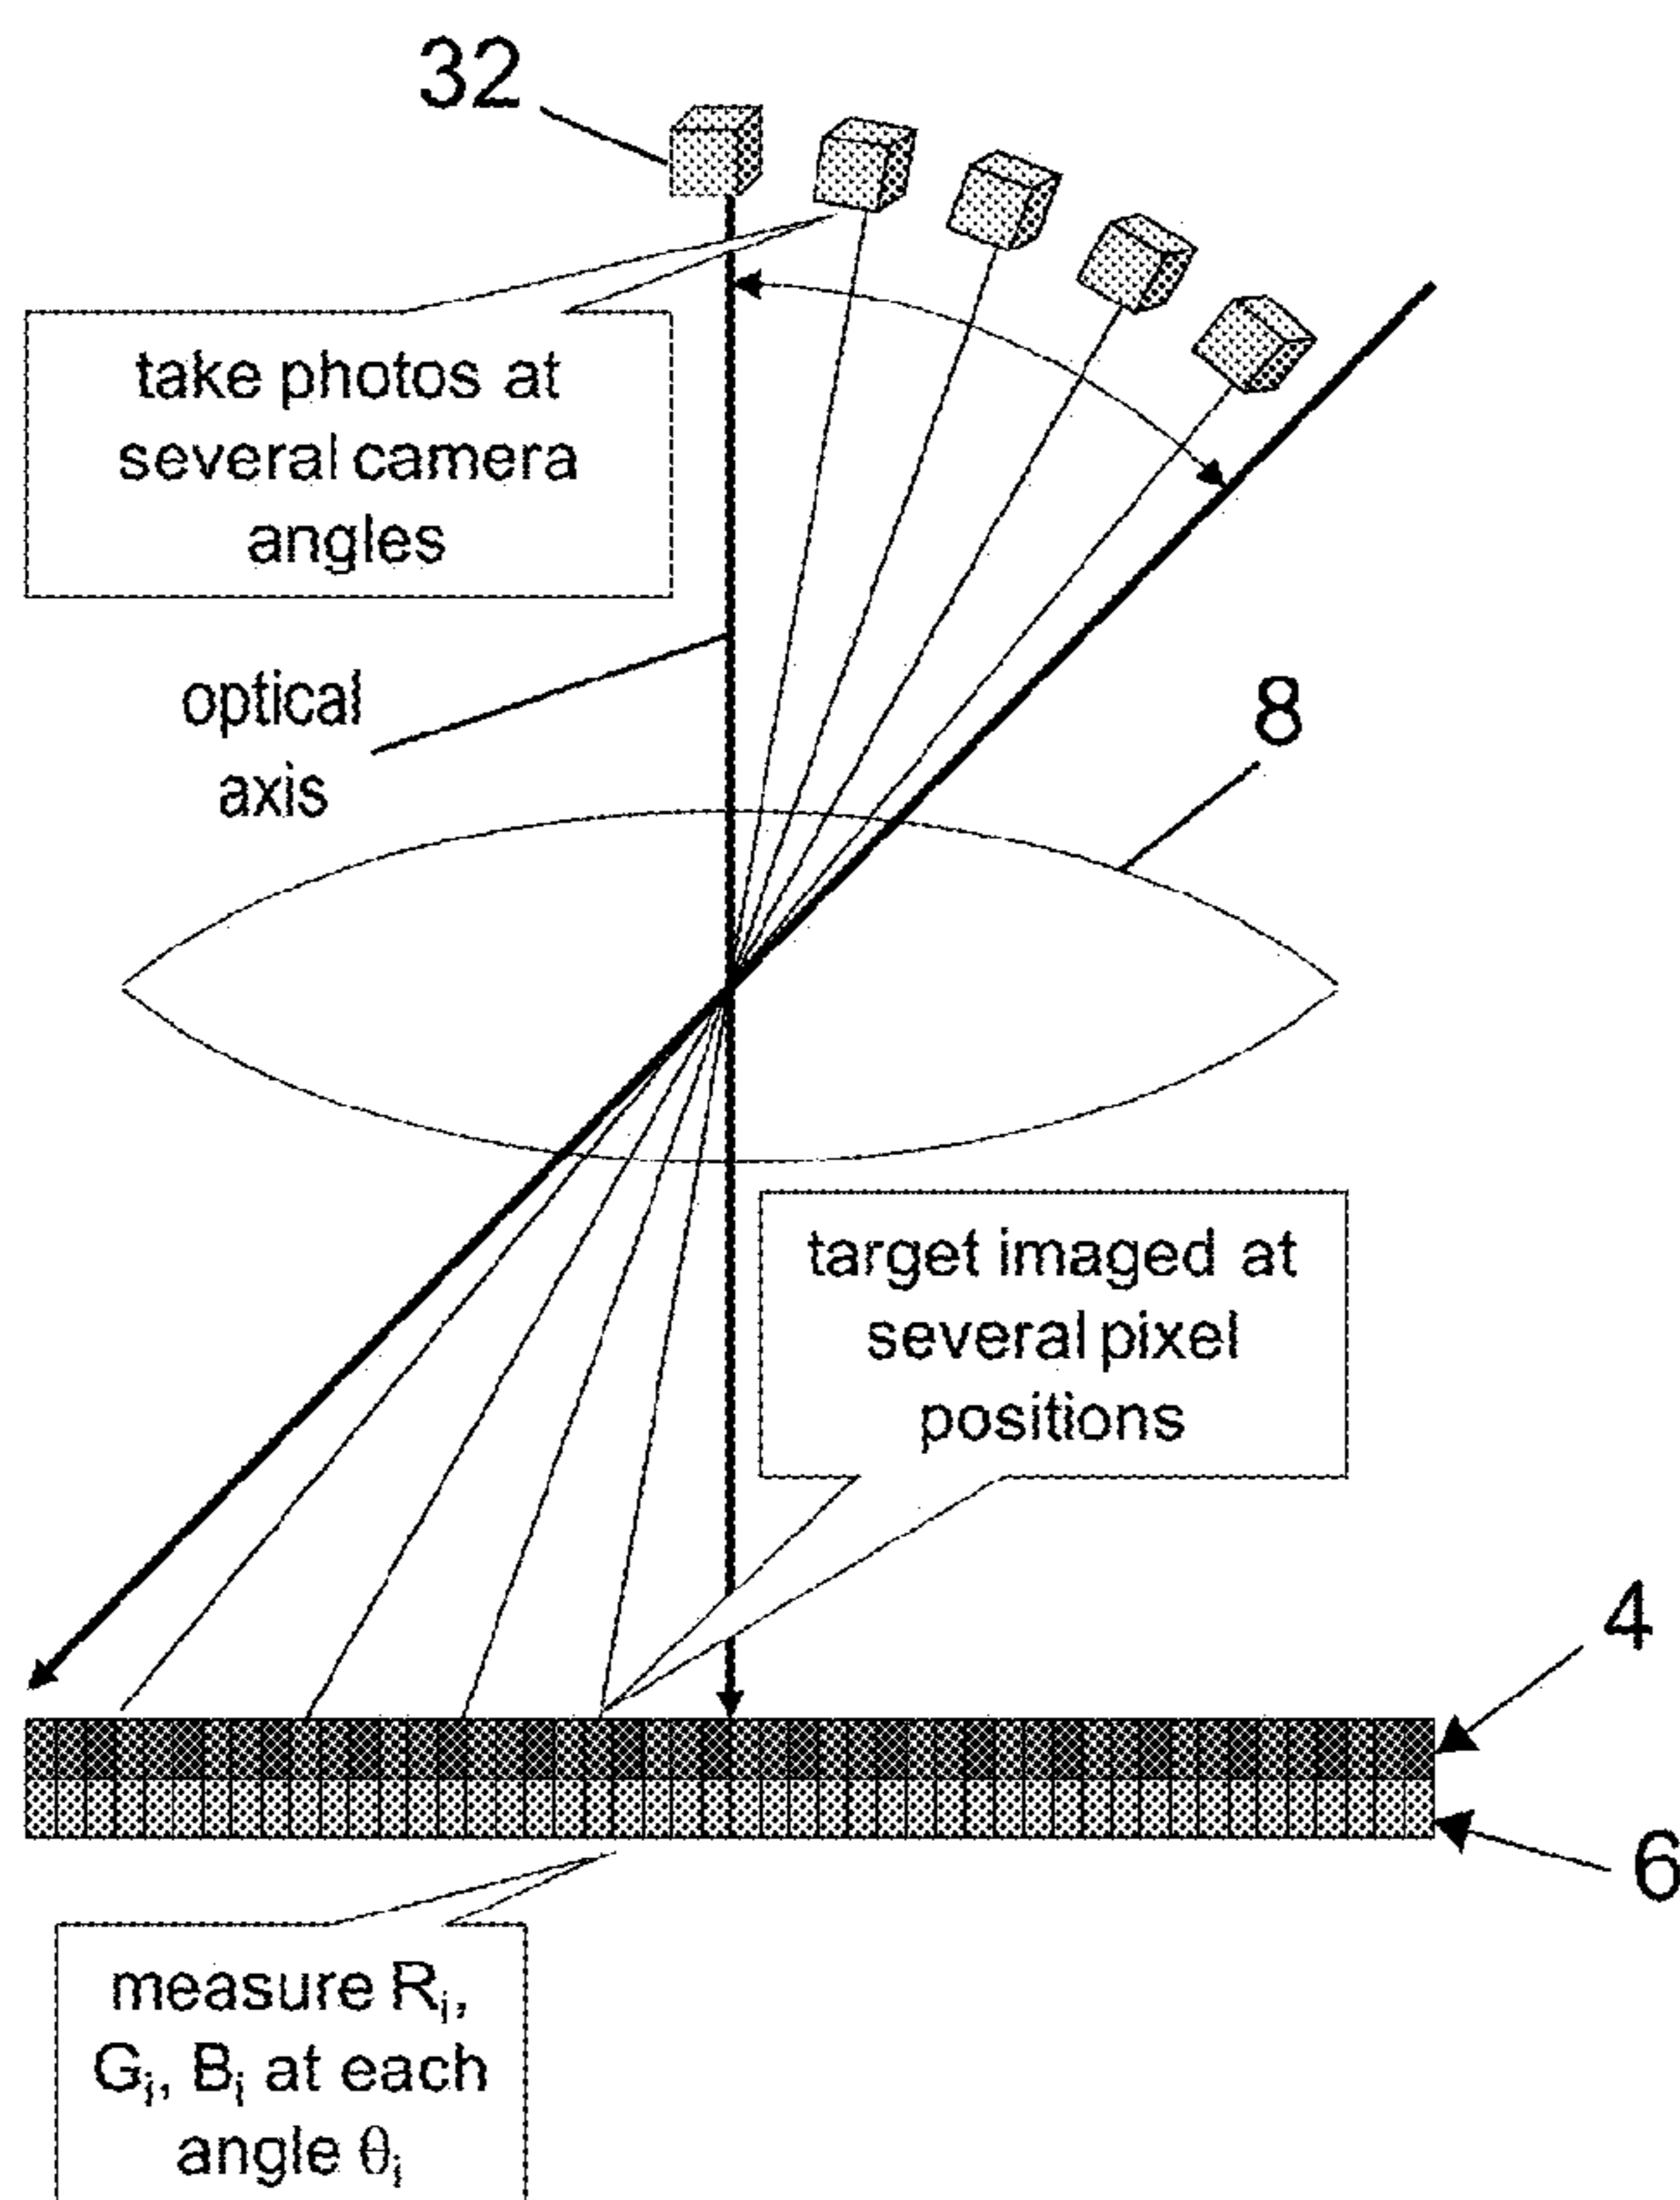 32
take photos at
several camera
angles
optical
axis
8
target imaged at
several pixel
positions
4
6
measure Ri,
Gi, Bi at each
angle θi